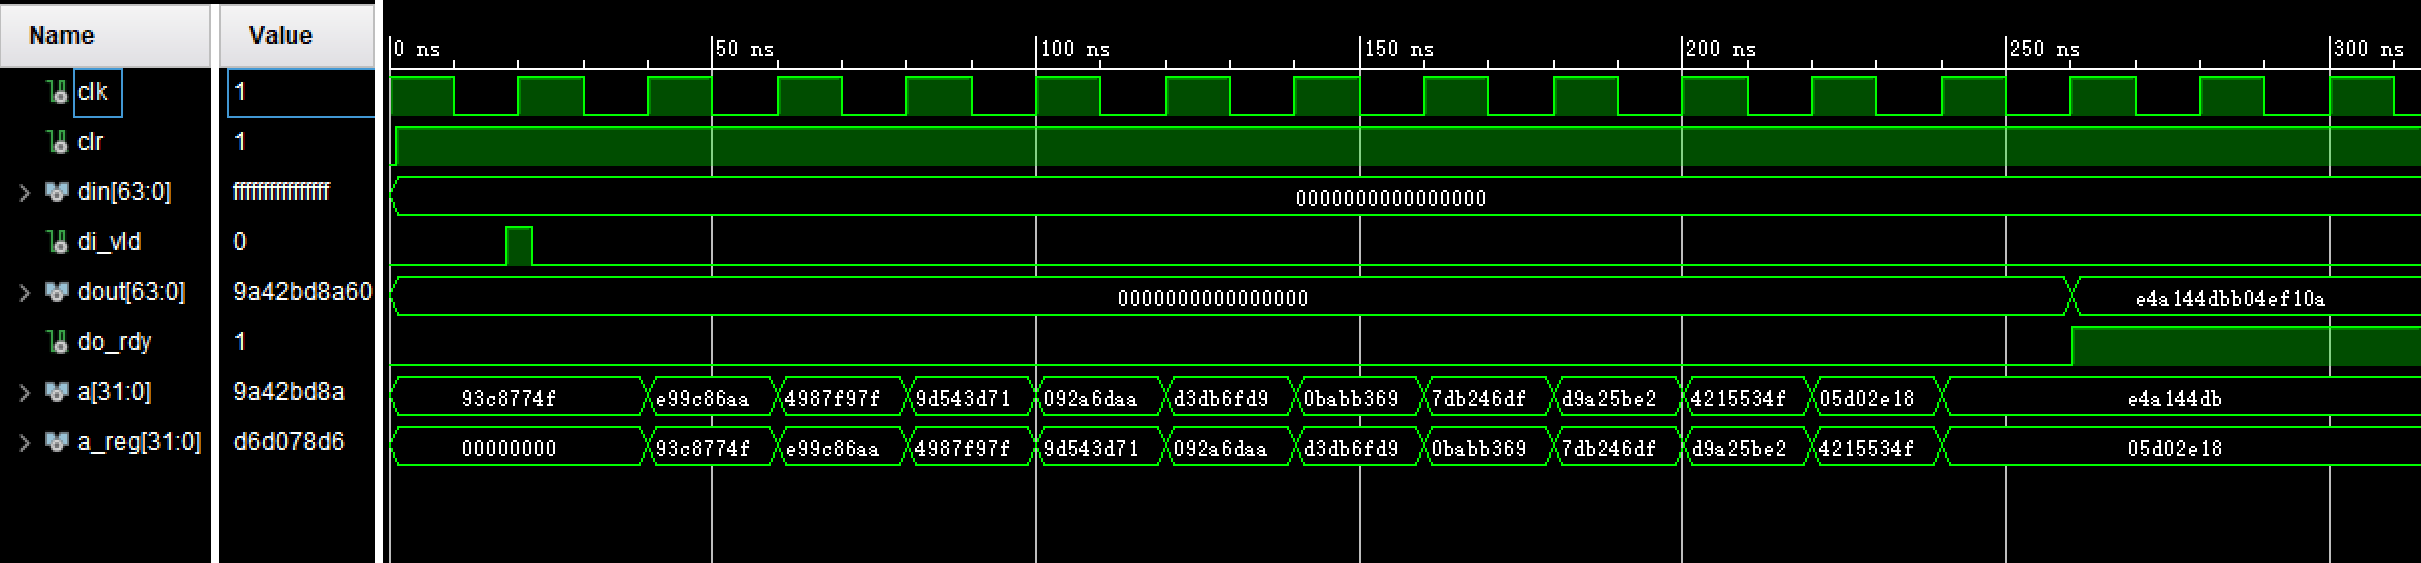 Name Value
0 ns 50 ns 100 ns 150 ns 200 ns 250 ns 300 ns
clk 1
clr 1
din[63:0] ffffffffffffffff 0000000000000000
di_vld 0
dout[63:0] 9a42bd8a60 0000000000000000 e4a144dbb04ef10a
do_rdy 1
a[31:0] 9a42bd8a 93c8774f e99c86aa 4987f97f 9d543d71 092a6daa d3db6fd9 0babb369 7db246df d9a25be2 4215534f 05d02e18 e4a144db
a_reg[31:0] d6d078d6 00000000 93c8774f e99c86aa 4987f97f 9d543d71 092a6daa d3db6fd9 0babb369 7db246df d9a25be2 4215534f 05d02e18